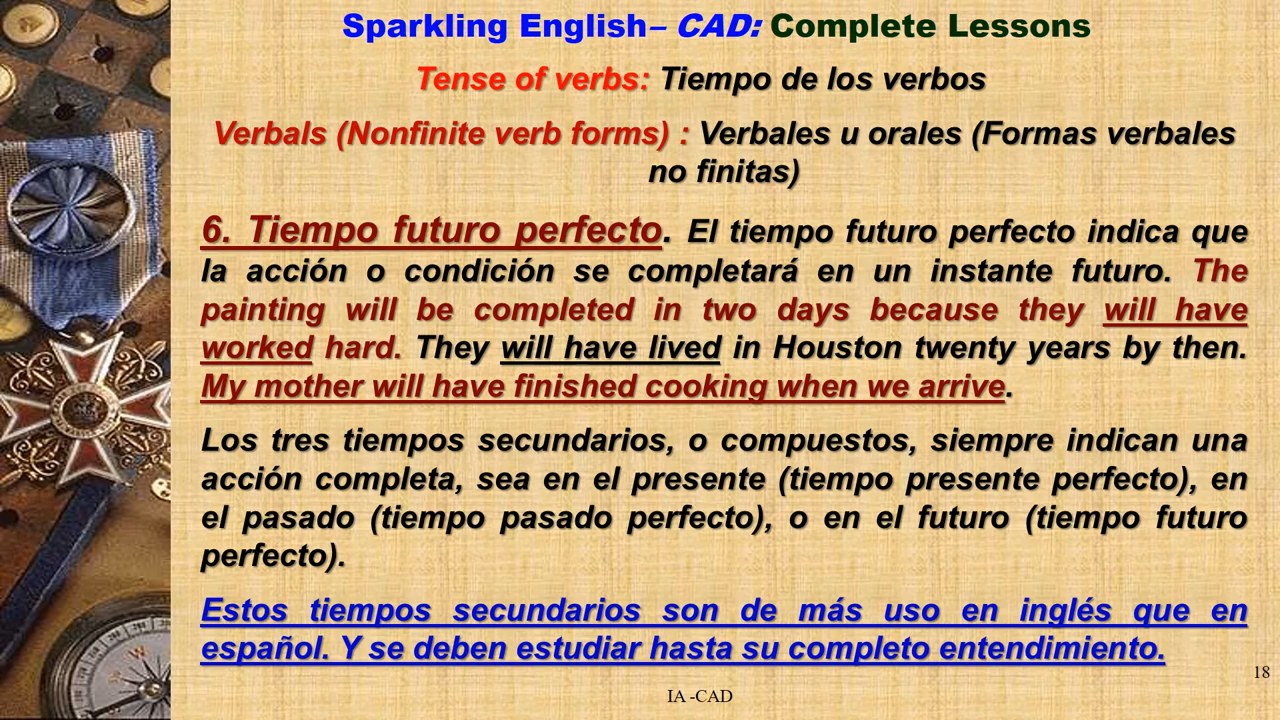 Sparkling English– CAD: Complete Lessons
Tense of verbs: Tiempo de los verbos
Verbals (Nonfinite verb forms) : Verbales u orales (Formas verbales
no finitas)
6. Tiempo futuro perfecto. El tiempo futuro perfecto indica que
la acción o condición se completará en un instante futuro. The
painting will be completed in two days because they will have
worked hard. They will have lived in Houston twenty years by then.
My mother will have finished cooking when we arrive.
Los tres tiempos secundarios, o compuestos, siempre indican una
acción completa, sea en el presente (tiempo presente perfecto), en
el pasado (tiempo pasado perfecto), o en el futuro (tiempo futuro
perfecto).
Estos tiempos secundarios son de más uso en inglés que en
español. Y se deben estudiar hasta su completo entendimiento.
18
IA -CAD